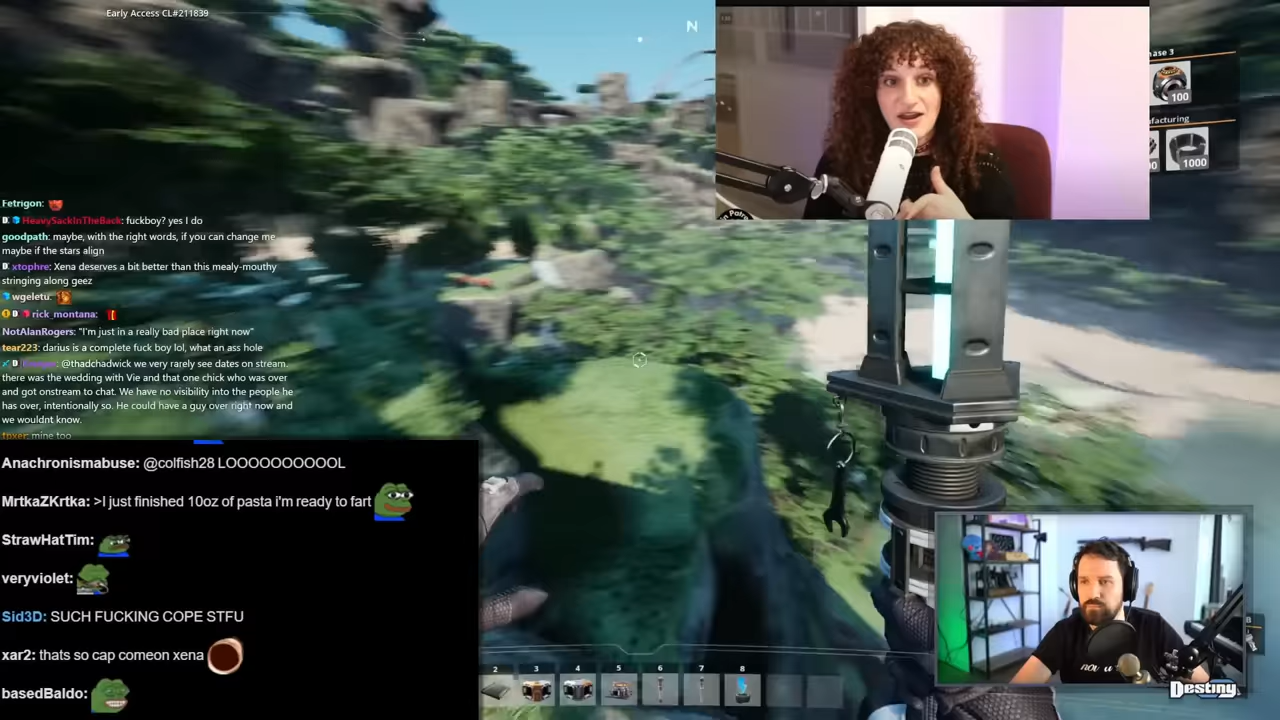 Early Access CL#211839
N
hase 3
100
facturing
00
1000
Fetrigon:
HeavySackInTheBack: fuckboy? yes I do
goodpath: maybe, with the right words, if you can change me
maybe if the stars align
xtophre: Xena deserves a bit better than this mealy-mouthy
stringing along geez
wgeletu:
rick_montana:
NotAlanRogers: "I'm just in a really bad place right now"
tear223: darius is a complete fuck boy lol, what an ass hole
@thadchadwick we very rarely see dates on stream.
there was the wedding with Vie and that one chick who was over
and got onstream to chat. We have no visibility into the people he
has over, intentionally so. He could have a guy over right now and
we wouldnt know.
mine too
Anachronismabuse: @colfish28 LOOOOOOOOOL
MrtkaZKrtka: >I just finished 10oz of pasta i'm ready to fart
StrawHatTim:
veryviolet:
Sid3D: SUCH FUCKING COPE STFU
xar2: thats so cap comeon xena
basedBaldo:
2 3 4 5 6 7 8
Destiny